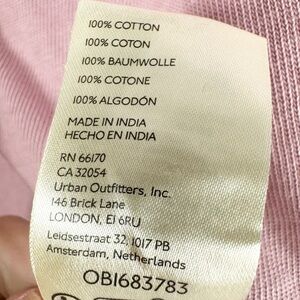 100% COTTON
100% COTON
100% BAUMWOLLE
100% COTONE
100% ALGODÓN
MADE IN INDIA
HECHO EN INDIA
RN 66170
CA 32054
Urban Outfitters, Inc.
146 Brick Lane
LONDON, E1 6RU
Leidsestraat 32, 1017 PB
Amsterdam, Netherlands
OB1683783